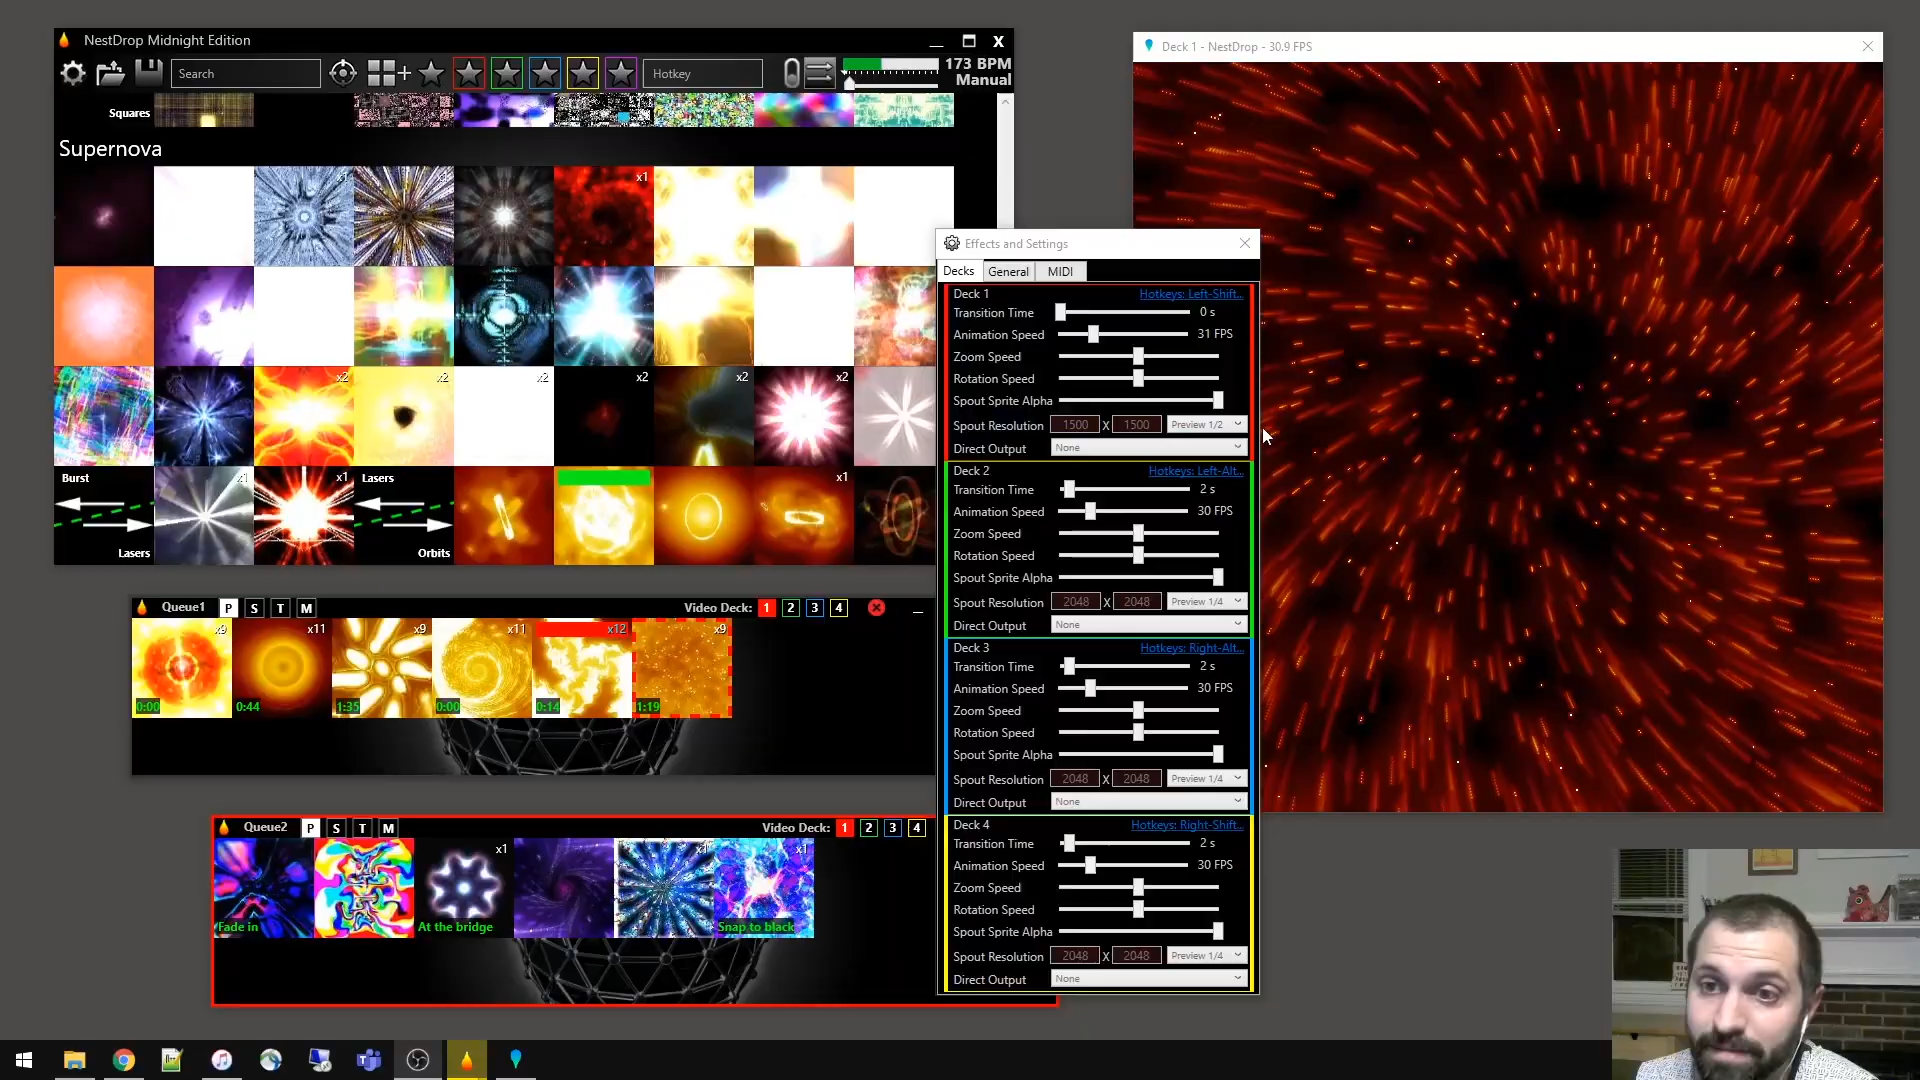 NestDrop Midnight Edition
Search
Hotkey
173 BPM
Manual
Squares
Supernova
x1
x1
x1
x2
x2
x2
x2
x2
x2
Burst
Lasers
x1
x1
Lasers
Orbits
x1
Deck 1 - NestDrop - 30.9 FPS
Effects and Settings
Decks General MIDI
Deck 1 Hotkeys: Left-Shift...
Transition Time 0 s
Animation Speed 31 FPS
Zoom Speed
Rotation Speed
Spout Sprite Alpha
Spout Resolution 1500 X 1500 Preview 1/2
Direct Output None
Deck 2 Hotkeys: Left-Alt...
Transition Time 2 s
Animation Speed 30 FPS
Zoom Speed
Rotation Speed
Spout Sprite Alpha
Spout Resolution 2048 X 2048 Preview 1/4
Direct Output None
Deck 3 Hotkeys: Right-Alt...
Transition Time 2 s
Animation Speed 30 FPS
Zoom Speed
Rotation Speed
Spout Sprite Alpha
Spout Resolution 2048 X 2048 Preview 1/4
Direct Output None
Deck 4 Hotkeys: Right-Shift...
Transition Time 2 s
Animation Speed 30 FPS
Zoom Speed
Rotation Speed
Spout Sprite Alpha
Spout Resolution 2048 X 2048 Preview 1/4
Direct Output None
Queue1 P S T M Video Deck: 1 2 3 4
x9 x11 x9 x11 x12 x9
0:00 0:44 1:35 0:00 0:14 1:19
Queue2 P S T M Video Deck: 1 2 3 4
x1 x1 x1
Fade in At the bridge Snap to black